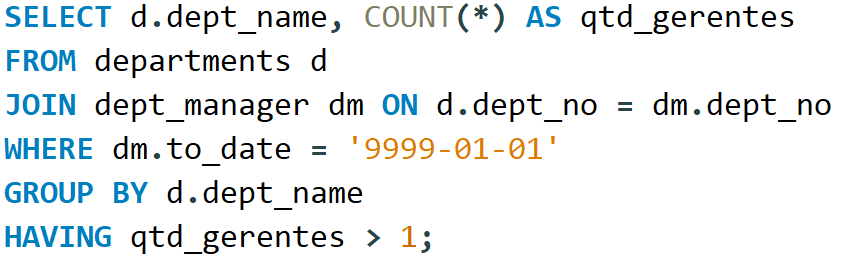 SELECT d.dept_name, COUNT(*) AS qtd_gerentes
FROM departments d
JOIN dept_manager dm ON d.dept_no = dm.dept_no
WHERE dm.to_date = '9999-01-01'
GROUP BY d.dept_name
HAVING qtd_gerentes > 1;